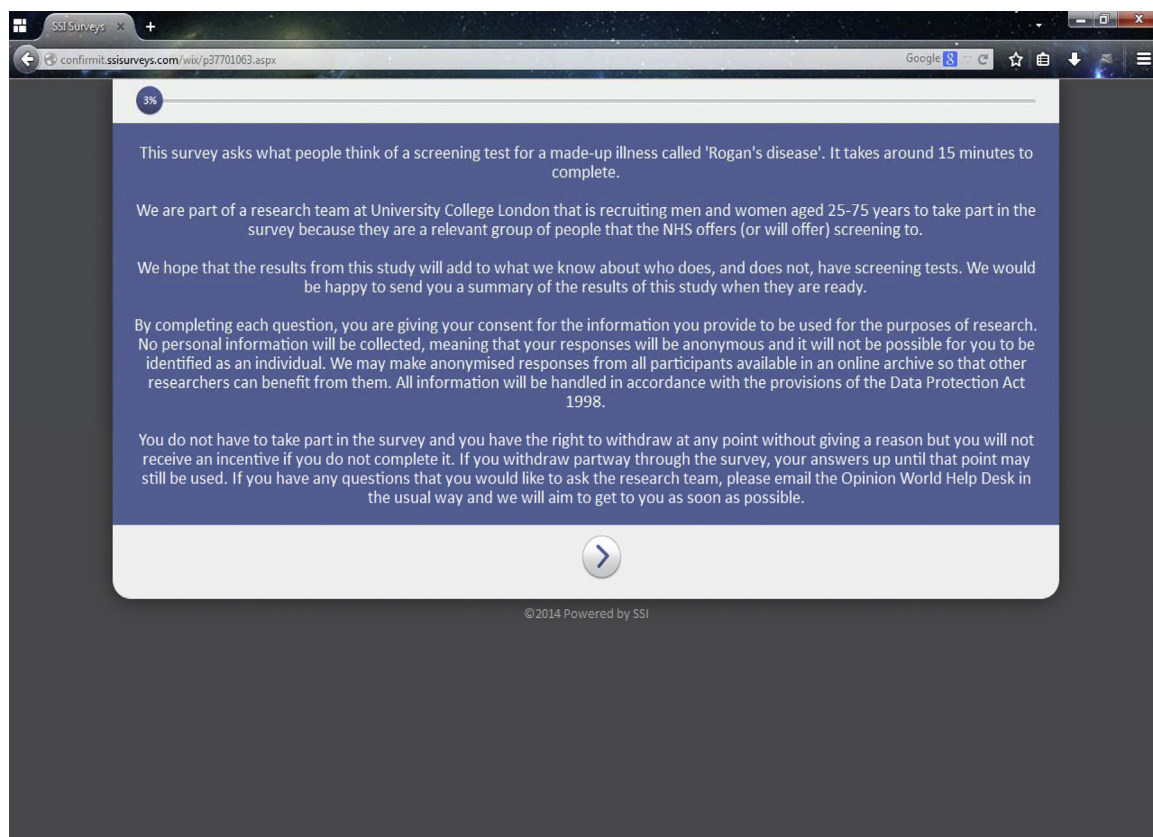 SSI Surveys
confirmit.ssisurveys.com/wix/p37701063.aspx
Google
3%
This survey asks what people think of a screening test for a made-up illness called 'Rogan's disease'. It takes around 15 minutes to
complete.
We are part of a research team at University College London that is recruiting men and women aged 25-75 years to take part in the
survey because they are a relevant group of people that the NHS offers (or will offer) screening to.
We hope that the results from this study will add to what we know about who does, and does not, have screening tests. We would
be happy to send you a summary of the results of this study when they are ready.
By completing each question, you are giving your consent for the information you provide to be used for the purposes of research.
No personal information will be collected, meaning that your responses will be anonymous and it will not be possible for you to be
identified as an individual. We may make anonymised responses from all participants available in an online archive so that other
researchers can benefit from them. All information will be handled in accordance with the provisions of the Data Protection Act
1998.
You do not have to take part in the survey and you have the right to withdraw at any point without giving a reason but you will not
receive an incentive if you do not complete it. If you withdraw partway through the survey, your answers up until that point may
still be used. If you have any questions that you would like to ask the research team, please email the Opinion World Help Desk in
the usual way and we will aim to get to you as soon as possible.
©2014 Powered by SSI